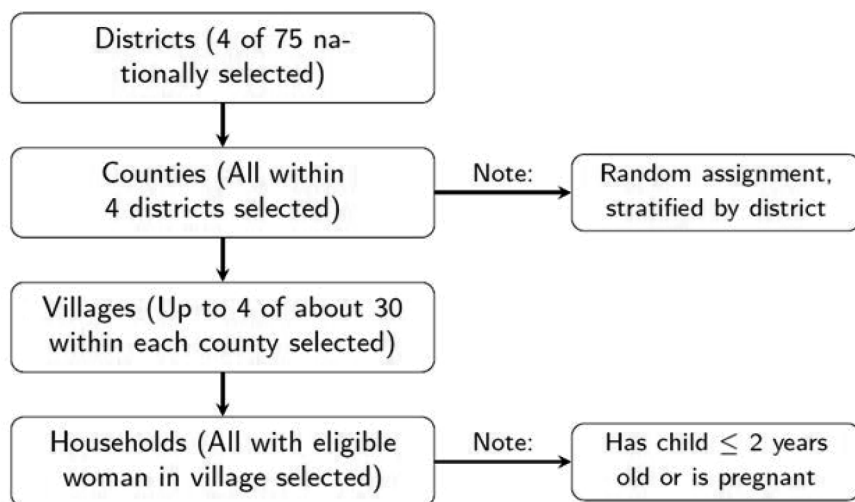 Districts (4 of 75 na-
tionally selected)
Counties (All within
4 districts selected)
Note:
Random assignment,
stratified by district
Villages (Up to 4 of about 30
within each county selected)
Households (All with eligible
woman in village selected)
Note:
Has child ≤ 2 years
old or is pregnant